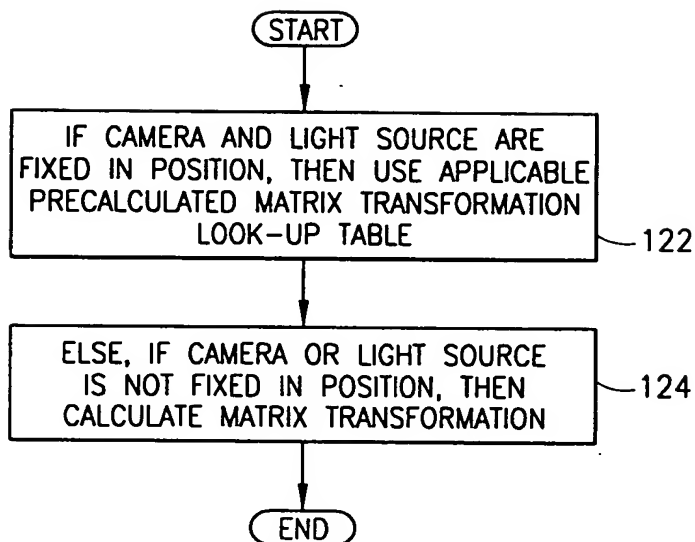 START
IF CAMERA AND LIGHT SOURCE ARE
FIXED IN POSITION, THEN USE APPLICABLE
PRECALCULATED MATRIX TRANSFORMATION
LOOK-UP TABLE
122
ELSE, IF CAMERA OR LIGHT SOURCE
IS NOT FIXED IN POSITION, THEN
CALCULATE MATRIX TRANSFORMATION
124
END